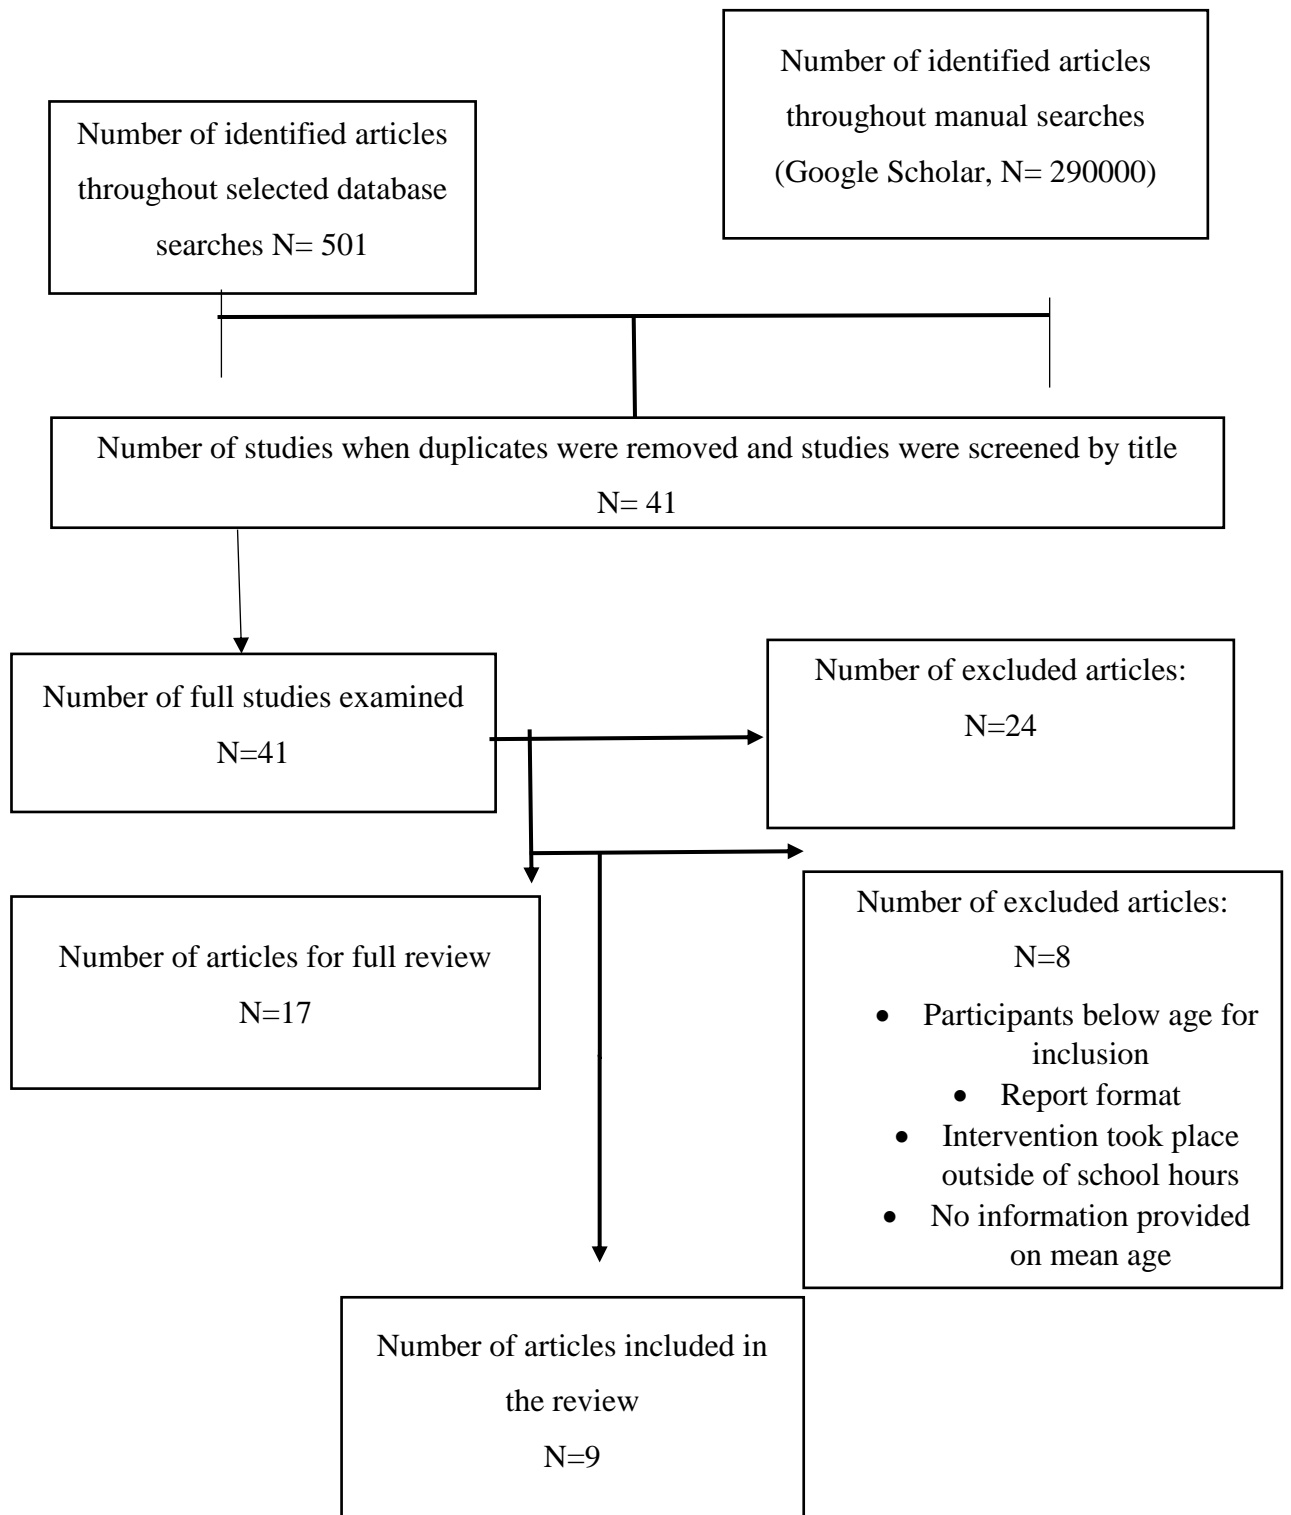 Number of identified articles
throughout manual searches
(Google Scholar, N= 290000)
Number of identified articles
throughout selected database
searches N= 501
Number of studies when duplicates were removed and studies were screened by title
N= 41
Number of full studies examined
N=41
Number of excluded articles:
N=24
Number of articles for full review
N=17
Number of excluded articles:
N=8
• Participants below age for
inclusion
• Report format
• Intervention took place
outside of school hours
• No information provided
on mean age
Number of articles included in
the review
N=9